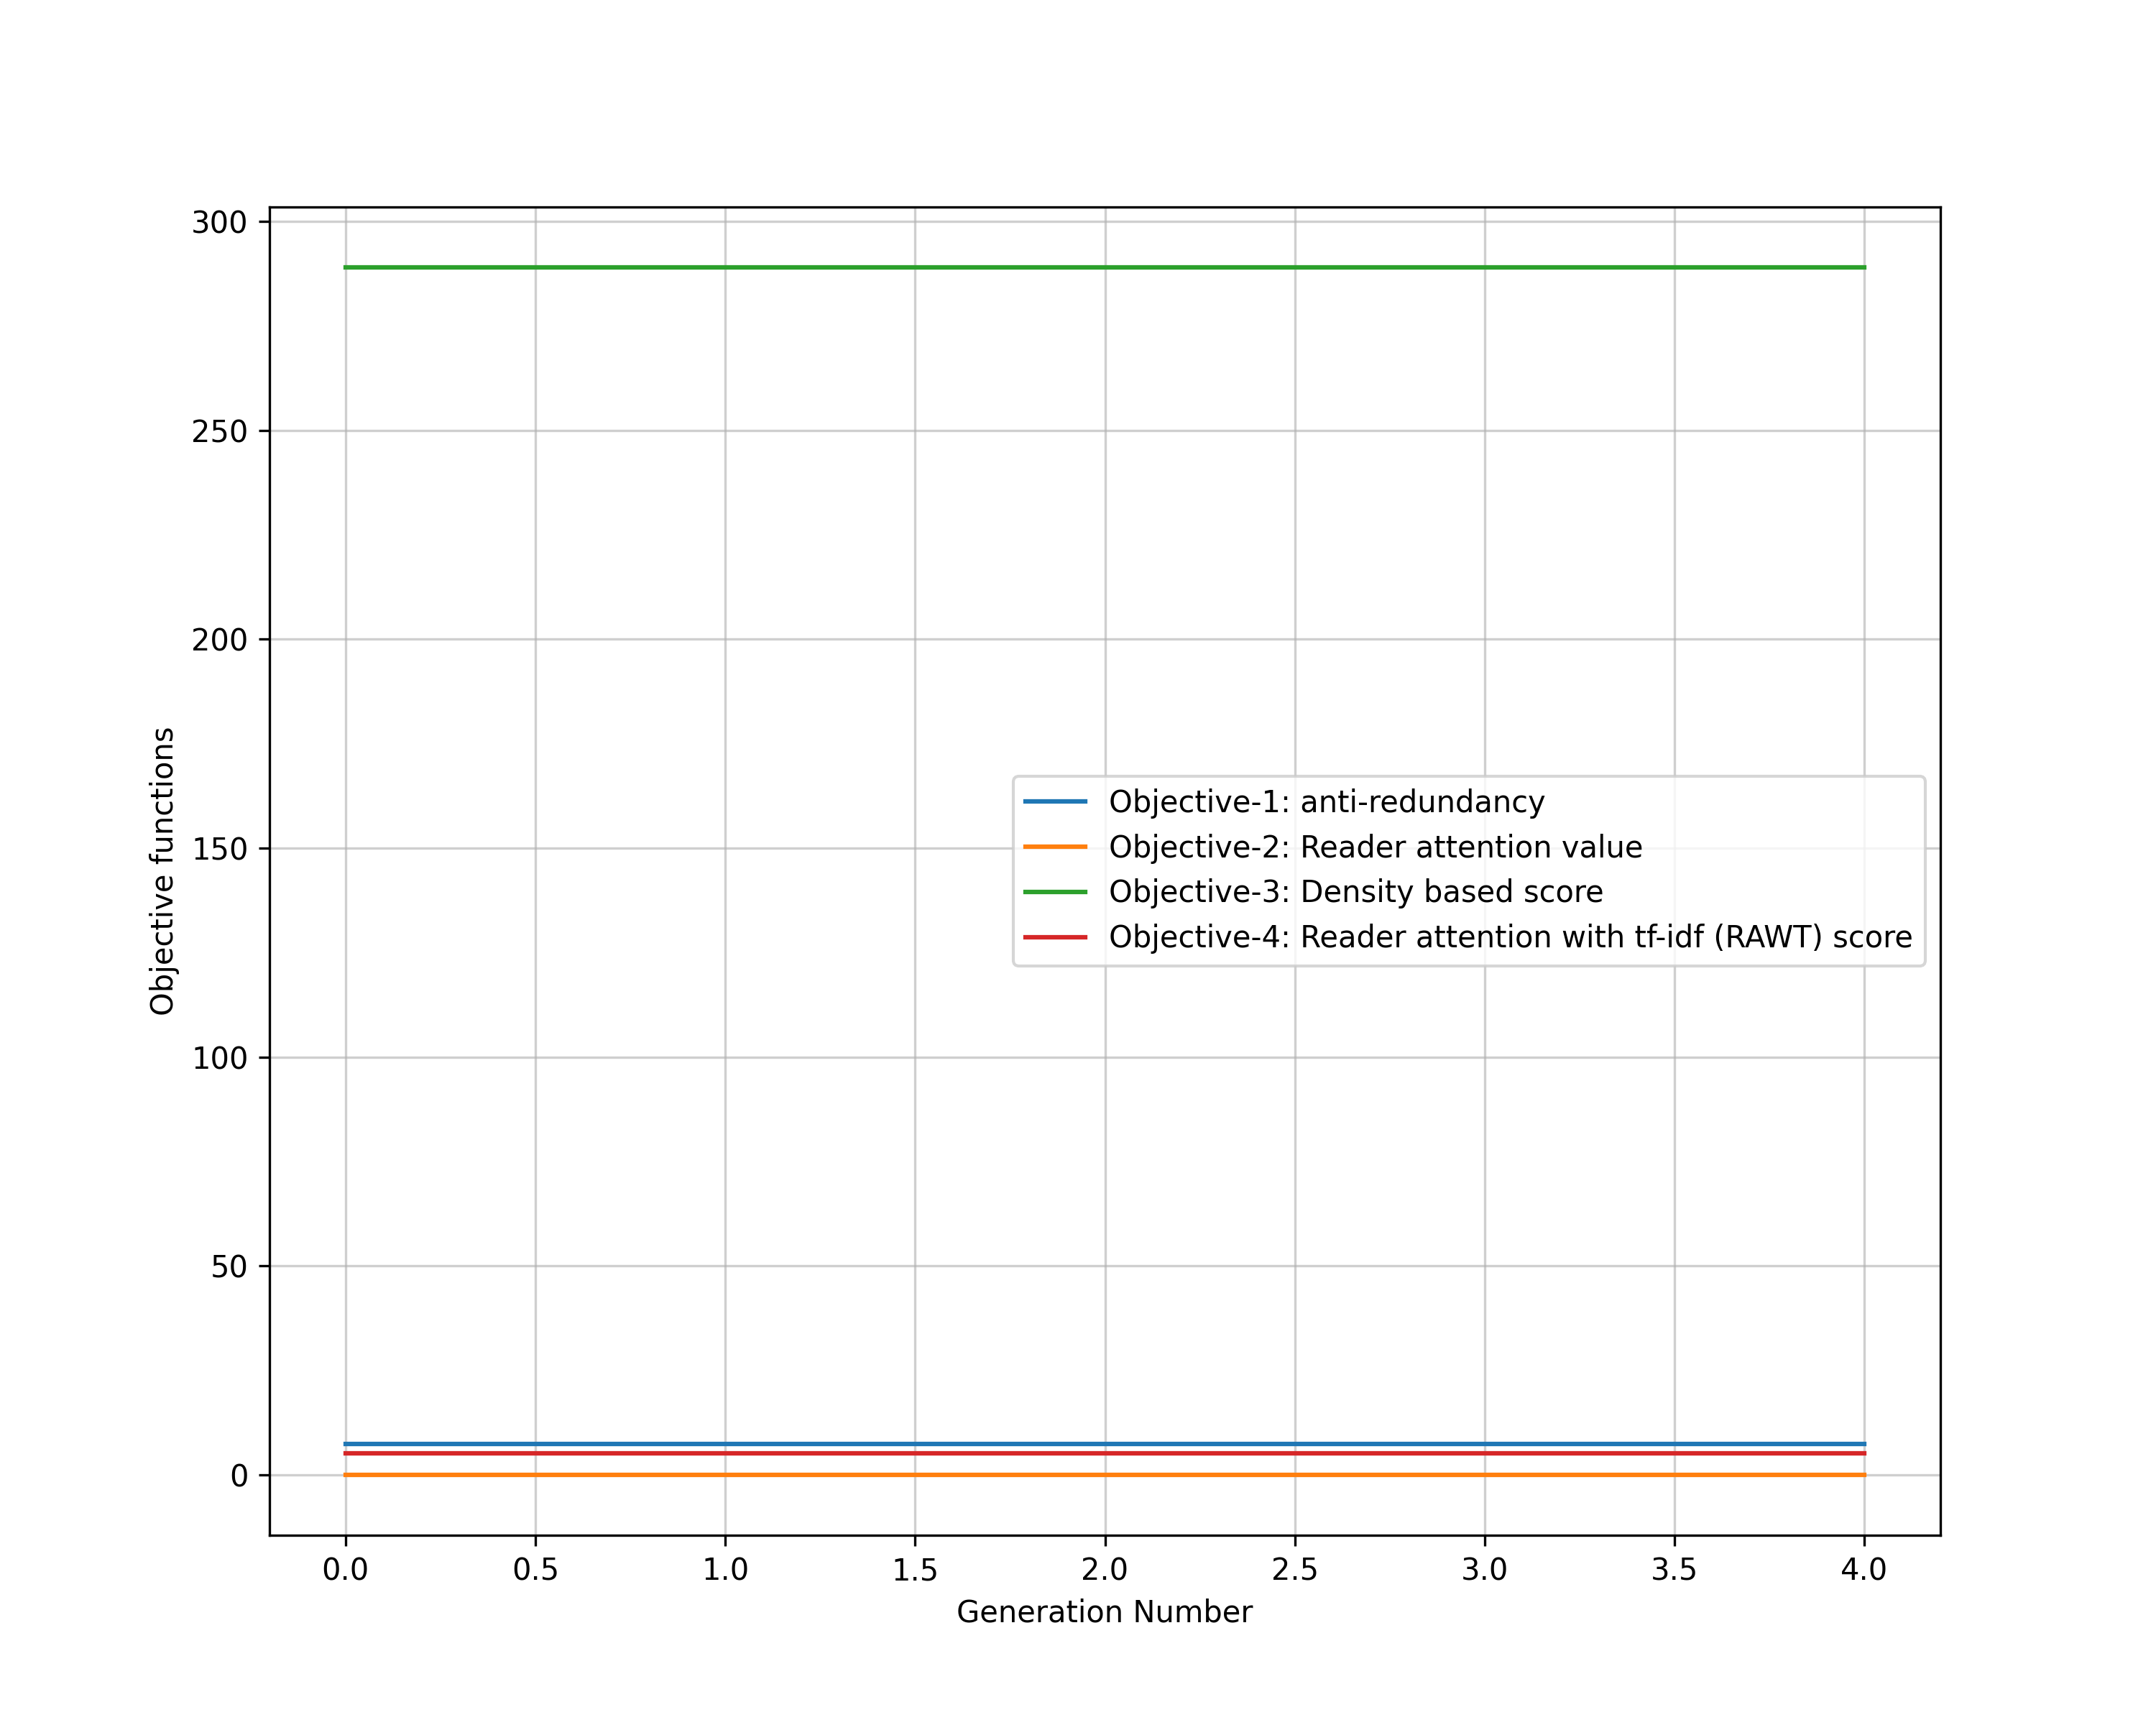 300
250
200
150
100
50
0
Objective functions
Objective-1: anti-redundancy
Objective-2: Reader attention value
Objective-3: Density based score
Objective-4: Reader attention with tf-idf (RAWT) score
0.0 0.5 1.0 1.5 2.0 2.5 3.0 3.5 4.0
Generation Number